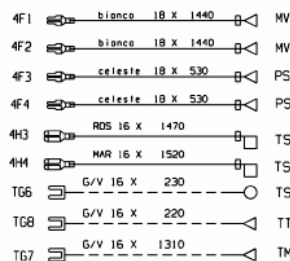 4F1 bianco 18 X 1440 MV
4F2 bianco 18 X 1440 MV
4F3 celeste 18 X 530 PS
4F4 celeste 18 X 530 PS
4H3 ROS 16 X 1470 TS
4H4 MAR 16 X 1520 TS
TG6 G/V 16 X 230 TS
TG8 G/V 16 X 220 TT
TG7 G/V 16 X 1310 TM